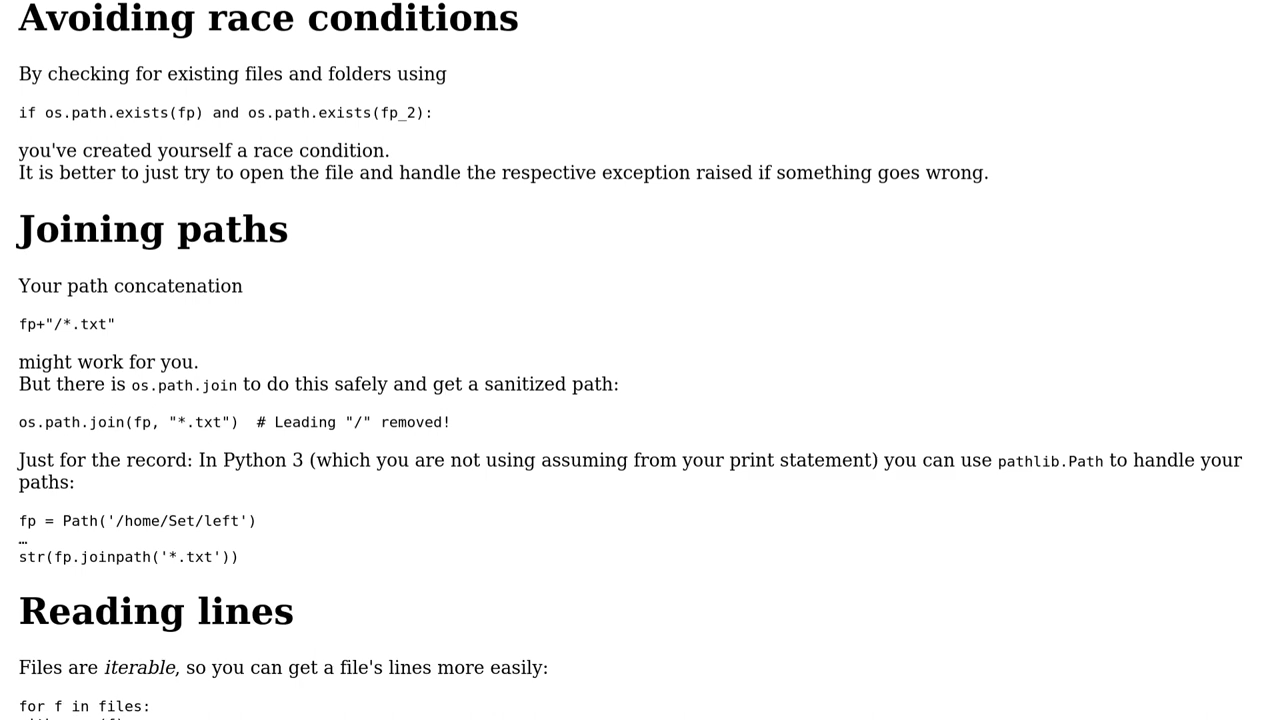 Avoiding race conditions
By checking for existing files and folders using
if os.path.exists(fp) and os.path.exists(fp_2):
you've created yourself a race condition.
It is better to just try to open the file and handle the respective exception raised if something goes wrong.
Joining paths
Your path concatenation
fp+"/*.txt"
might work for you.
But there is os.path.join to do this safely and get a sanitized path:
os.path.join(fp, "*.txt")  # Leading "/" removed!
Just for the record: In Python 3 (which you are not using assuming from your print statement) you can use pathlib.Path to handle your
paths:
fp = Path('/home/Set/left')
…
str(fp.joinpath('*.txt'))
Reading lines
Files are iterable, so you can get a file's lines more easily:
for f in files: